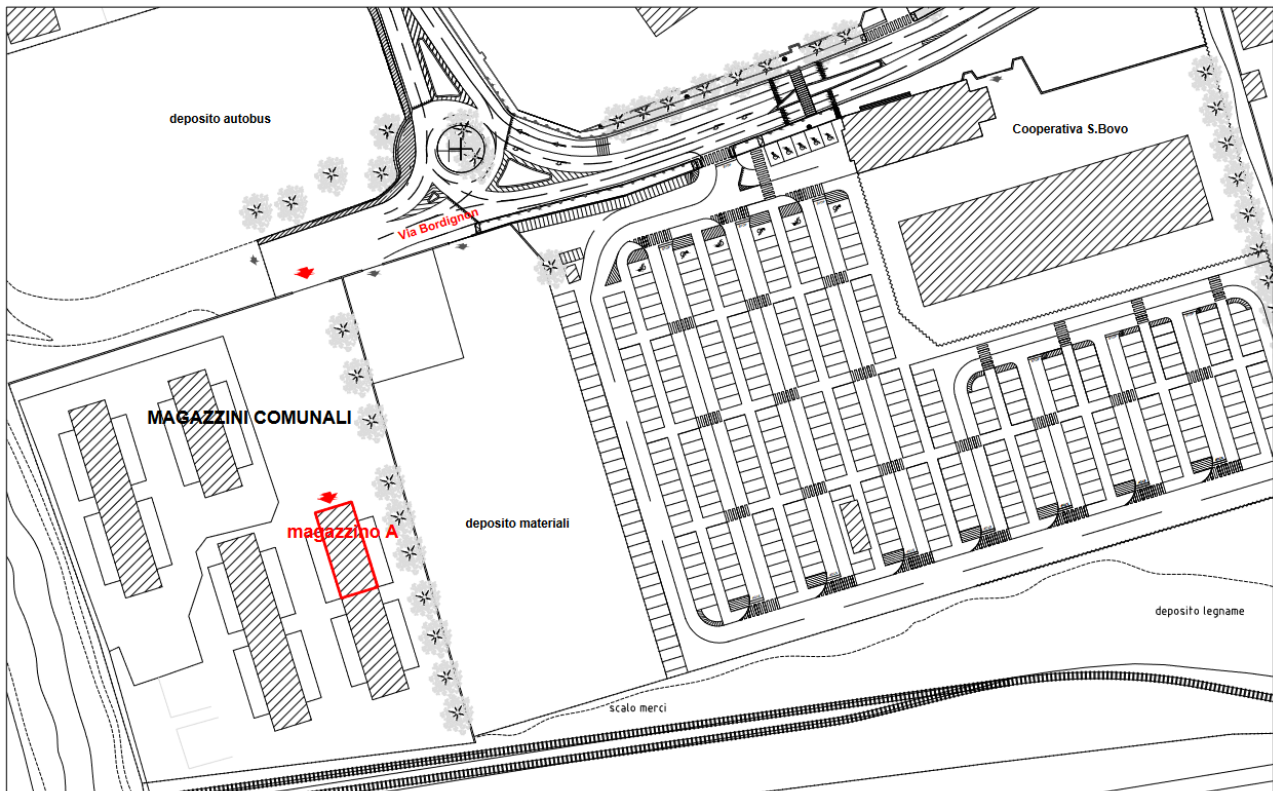 deposito autobus
Cooperativa S.Bovo
Via Bordignon
MAGAZZINI COMUNALI
magazzino A
deposito materiali
deposito legname
scalo merci